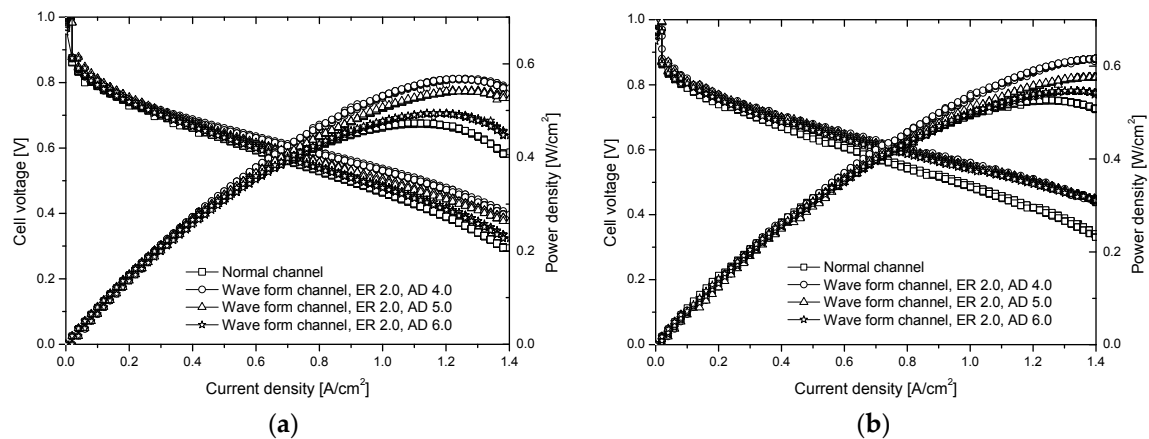 1.0
0.8
0.6
0.4
0.2
0.0
Cell voltage [V]
0.6
0.4
0.2
0.0
Power density [W/cm²]
Normal channel
Wave form channel, ER 2.0, AD 4.0
Wave form channel, ER 2.0, AD 5.0
Wave form channel, ER 2.0, AD 6.0
0.0 0.2 0.4 0.6 0.8 1.0 1.2 1.4
Current density [A/cm²]
(a)
1.0
0.8
0.6
0.4
0.2
0.0
Cell voltage [V]
0.6
0.4
0.2
0.0
Power density [W/cm²]
Normal channel
Wave form channel, ER 2.0, AD 4.0
Wave form channel, ER 2.0, AD 5.0
Wave form channel, ER 2.0, AD 6.0
0.0 0.2 0.4 0.6 0.8 1.0 1.2 1.4
Current density [A/cm²]
(b)